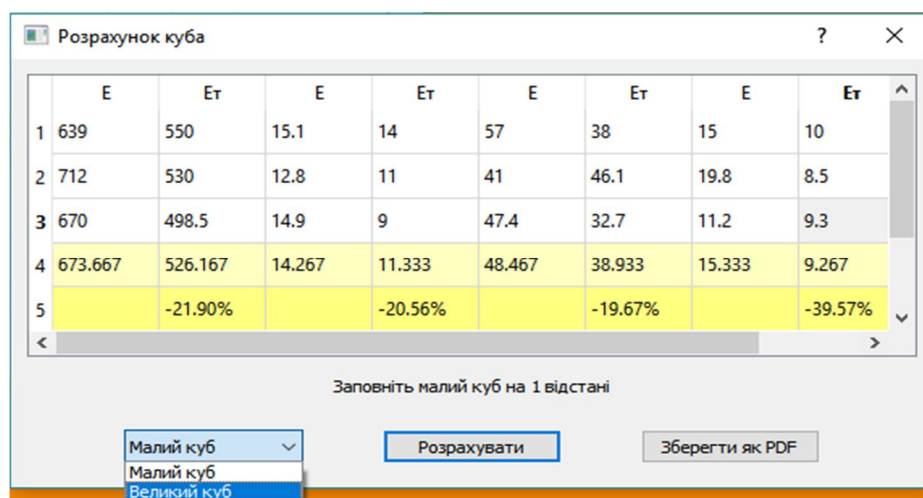 Розрахунок куба ?
Е Ет Е Ет Е Ет Е Ет
1 639 550 15.1 14 57 38 15 10
2 712 530 12.8 11 41 46.1 19.8 8.5
3 670 498.5 14.9 9 47.4 32.7 11.2 9.3
4 673.667 526.167 14.267 11.333 48.467 38.933 15.333 9.267
5 -21.90% -20.56% -19.67% -39.57%
Заповніть малий куб на 1 відстані
Малий куб Розрахувати Зберегти як PDF
Малий куб
Великий куб